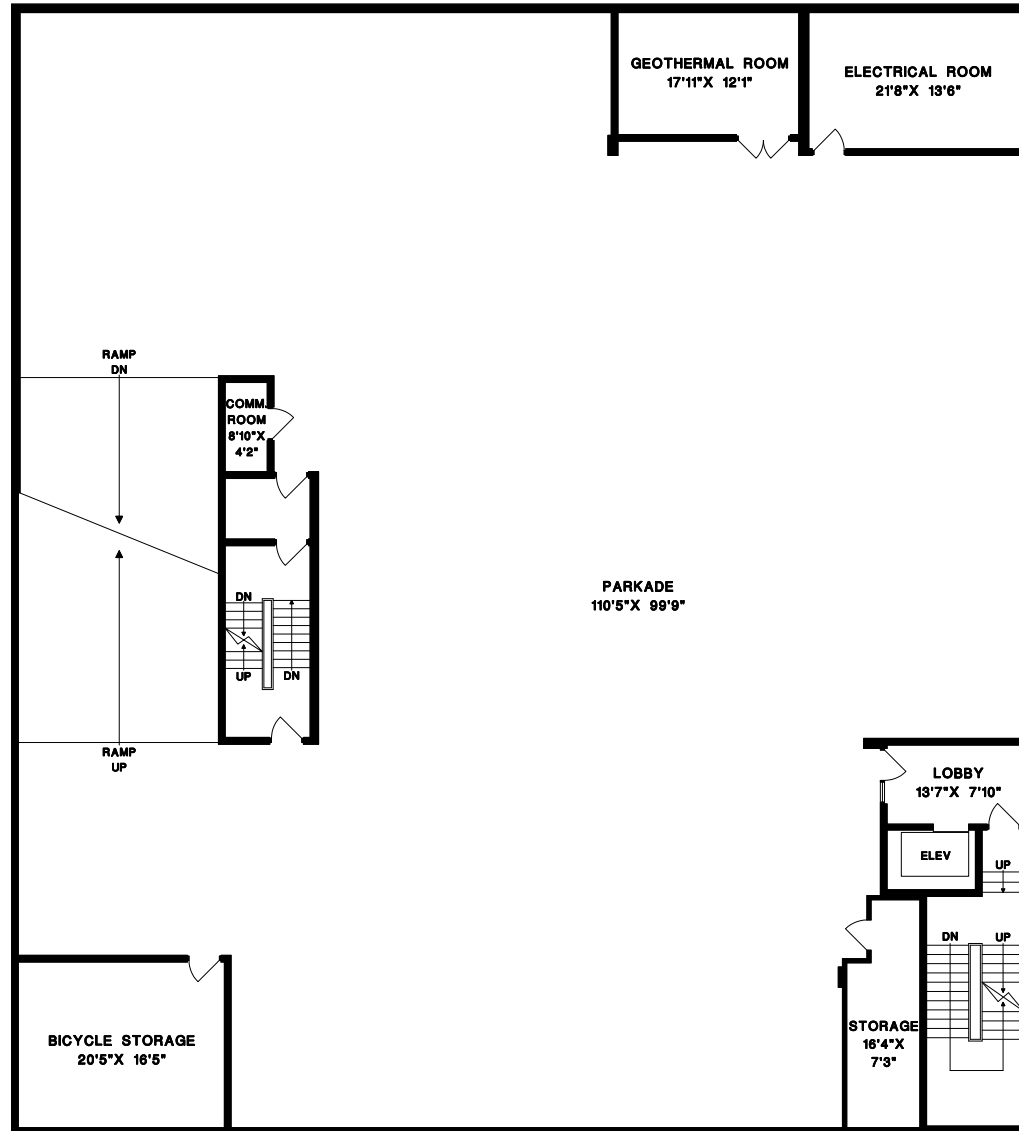 GEOTHERMAL ROOM
17'11"X 12'1"
ELECTRICAL ROOM
21'8"X 13'6"
RAMP
DN
COMM.
ROOM
8'10"X
4'2"
PARKADE
110'5"X 99'9"
DN
UP
DN
RAMP
UP
LOBBY
13'7"X 7'10"
ELEV
UP
DN
UP
STORAGE
16'4"X
7'3"
BICYCLE STORAGE
20'5"X 16'5"